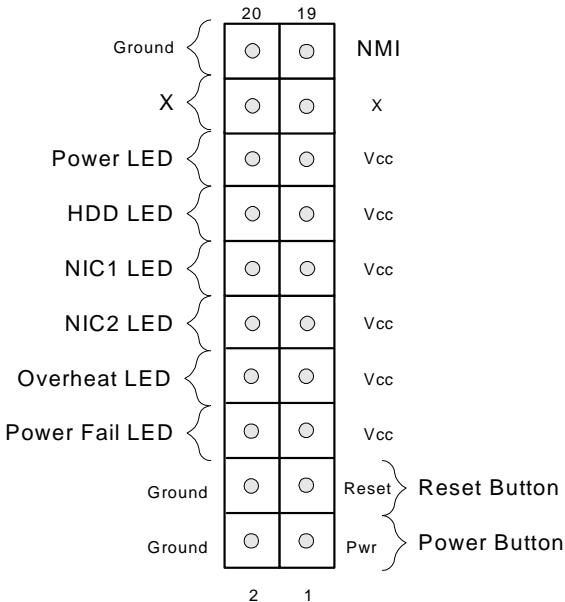 20 19
Ground NMI
X X
Power LED Vcc
HDD LED Vcc
NIC1 LED Vcc
NIC2 LED Vcc
Overheat LED Vcc
Power Fail LED Vcc
Ground Reset Reset Button
Ground Pwr Power Button
2 1